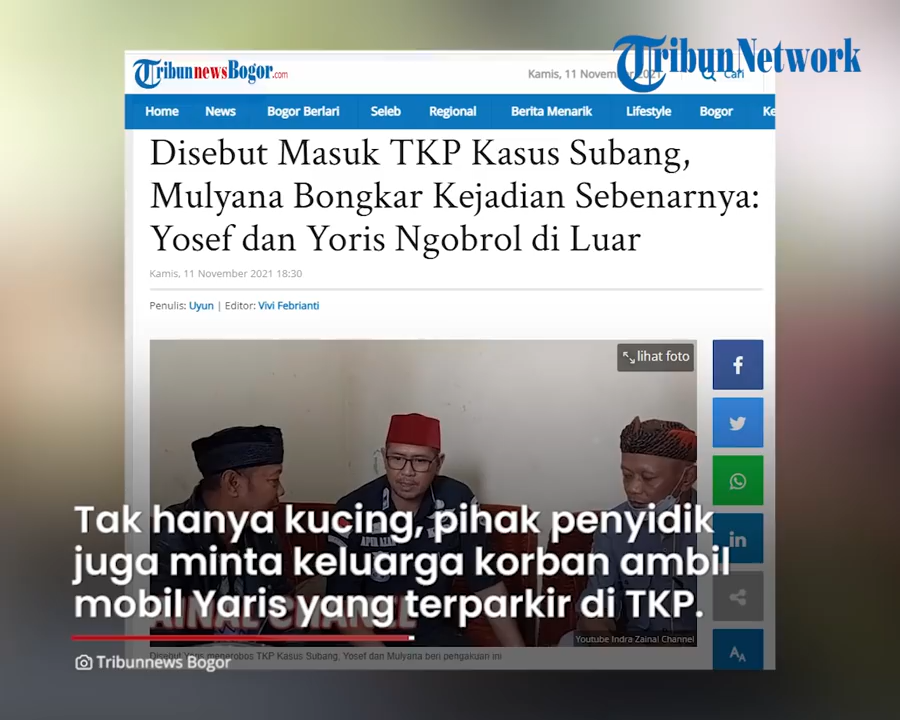 Tribun Network
TribunnewsBogor.com
Kamis, 11 November 2021
Cari
Home News Bogor Berlari Seleb Regional Berita Menarik Lifestyle Bogor
Disebut Masuk TKP Kasus Subang,
Mulyana Bongkar Kejadian Sebenarnya:
Yosef dan Yoris Ngobrol di Luar
Kamis, 11 November 2021 18:30
Penulis: Uyun | Editor: Vivi Febrianti
lihat foto
Tak hanya kucing, pihak penyidik
juga minta keluarga korban ambil
mobil Yaris yang terparkir di TKP.
Youtube Indra Zainal Channel
Disebut Yoris menerobos TKP Kasus Subang, Yosef dan Mulyana beri pengakuan ini
Tribunnews Bogor